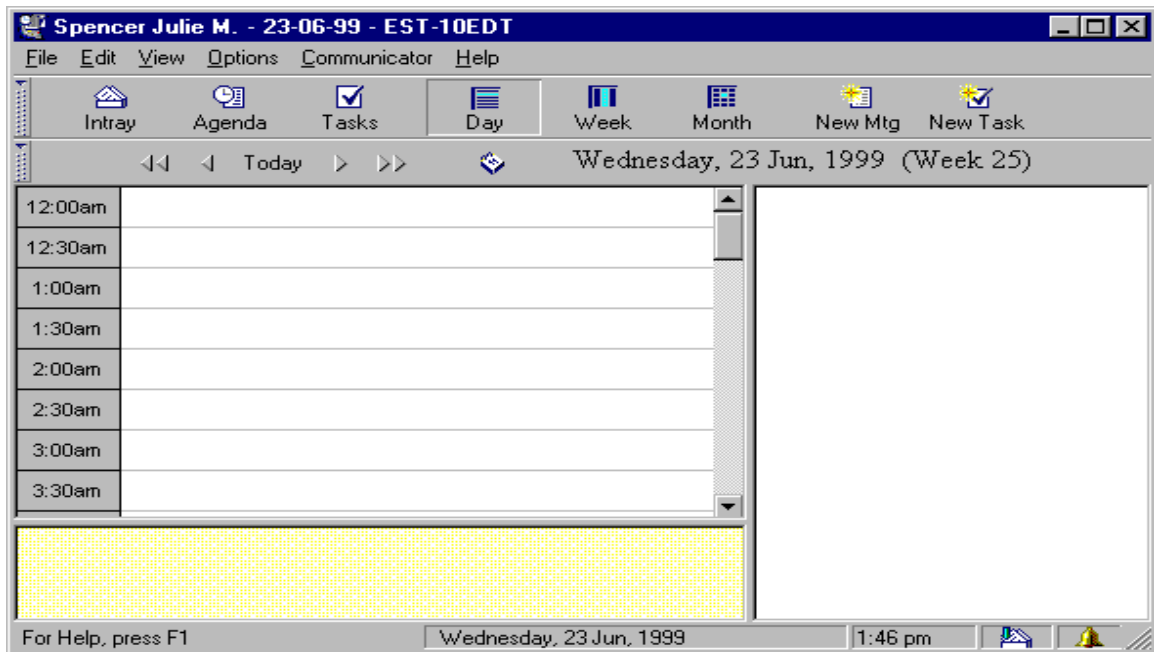 Spencer Julie M. - 23-06-99 - EST-10EDT
File Edit View Options Communicator Help
Intray Agenda Tasks Day Week Month New Mtg New Task
Today Wednesday, 23 Jun, 1999 (Week 25)
12:00am
12:30am
1:00am
1:30am
2:00am
2:30am
3:00am
3:30am
For Help, press F1 Wednesday, 23 Jun, 1999 1:46 pm